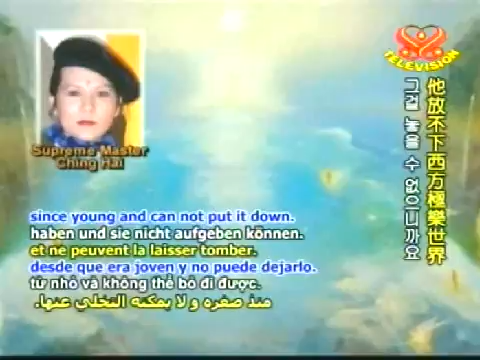 TELEVISION
Supreme Master
Ching Hai
他放不下西方極樂世界
그걸 놓을 수 없으니까요
since young and can not put it down.
haben und sie nicht aufgeben können.
et ne peuvent la laisser tomber.
desde que era joven y no puede dejarlo.
từ nhỏ và không thể bỏ đi được.
منذ صغره ولا يمكنه التخلي عنها.